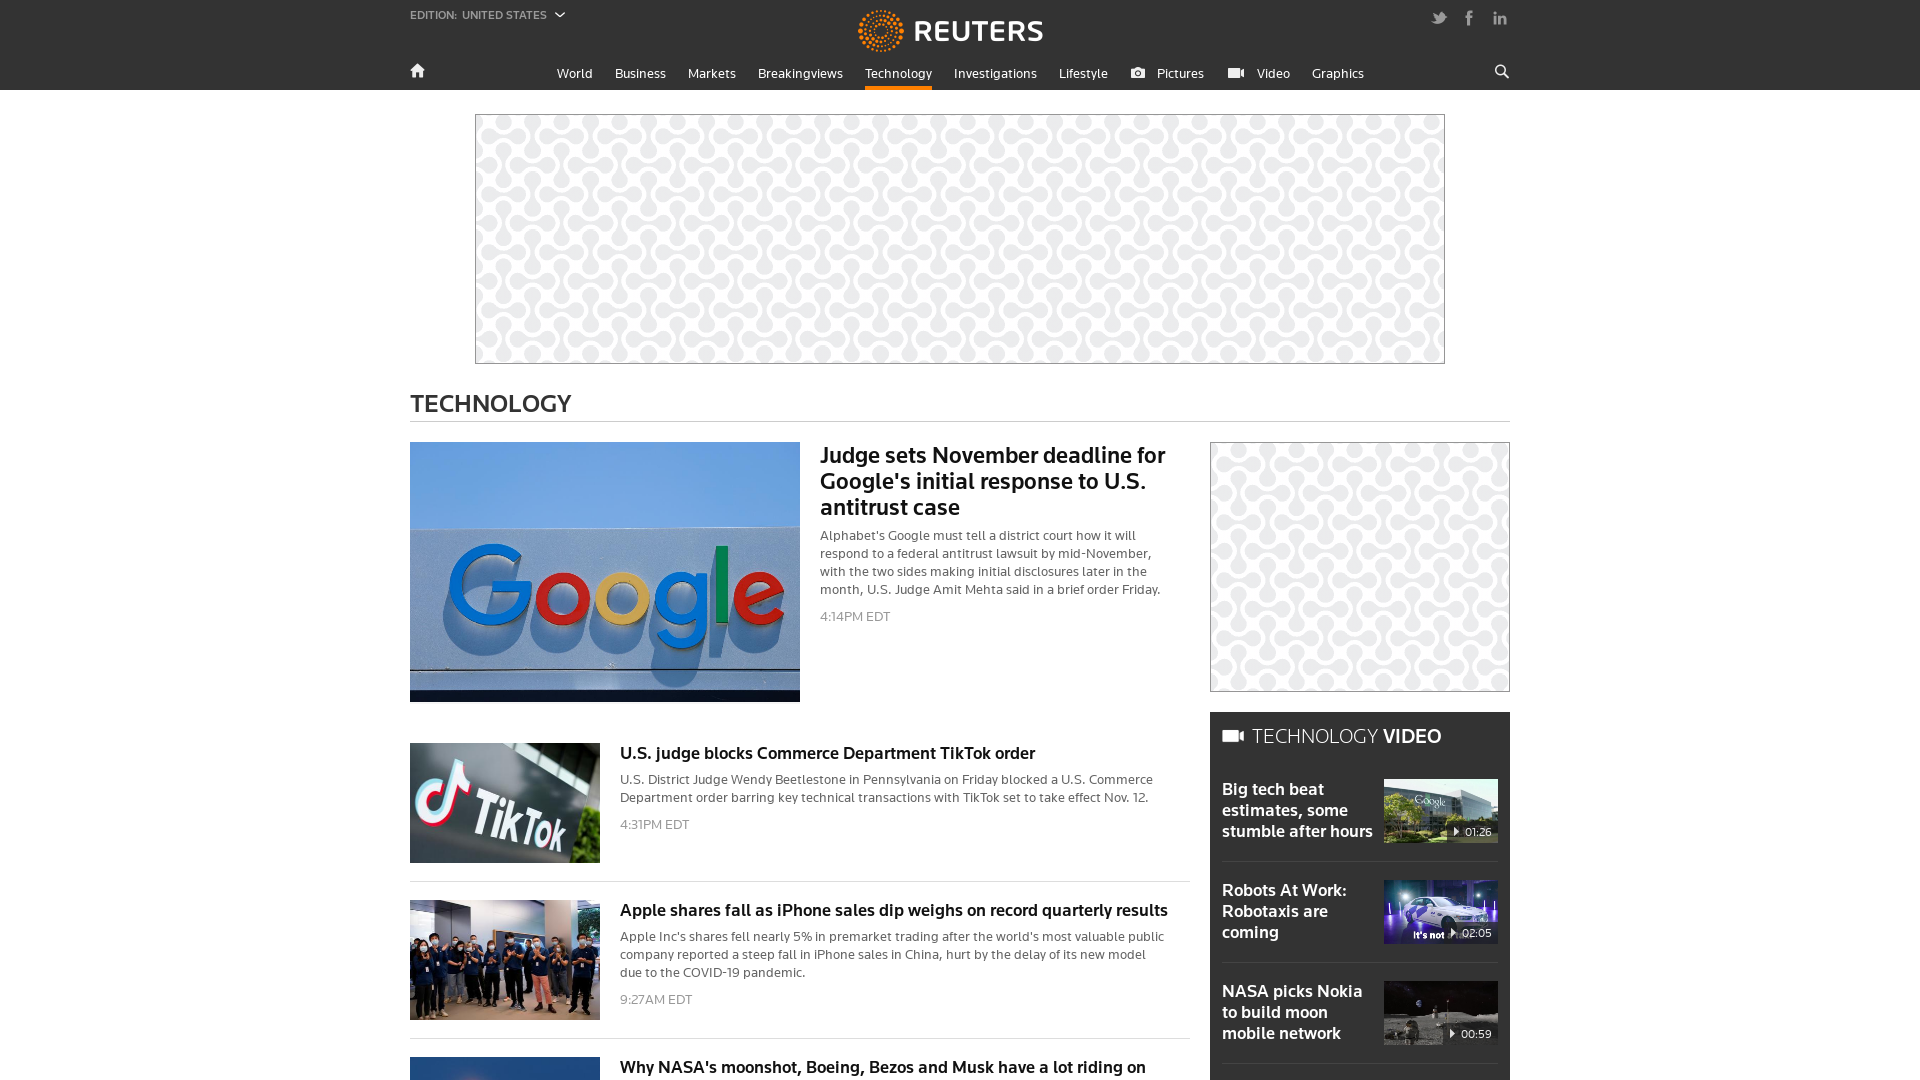 EDITION: UNITED STATES
REUTERS
World Business Markets Breakingviews Technology Investigations Lifestyle Pictures Video Graphics
TECHNOLOGY
Google
Judge sets November deadline for
Google's initial response to U.S.
antitrust case
Alphabet's Google must tell a district court how it will
respond to a federal antitrust lawsuit by mid-November,
with the two sides making initial disclosures later in the
month, U.S. Judge Amit Mehta said in a brief order Friday.
4:14PM EDT
TikTok
U.S. judge blocks Commerce Department TikTok order
U.S. District Judge Wendy Beetlestone in Pennsylvania on Friday blocked a U.S. Commerce
Department order barring key technical transactions with TikTok set to take effect Nov. 12.
4:31PM EDT
Apple shares fall as iPhone sales dip weighs on record quarterly results
Apple Inc's shares fell nearly 5% in premarket trading after the world's most valuable public
company reported a steep fall in iPhone sales in China, hurt by the delay of its new model
due to the COVID-19 pandemic.
9:27AM EDT
Why NASA's moonshot, Boeing, Bezos and Musk have a lot riding on
TECHNOLOGY VIDEO
Big tech beat
estimates, some
stumble after hours
Google
01:26
Robots At Work:
Robotaxis are
coming
It's not
02:05
NASA picks Nokia
to build moon
mobile network
00:59